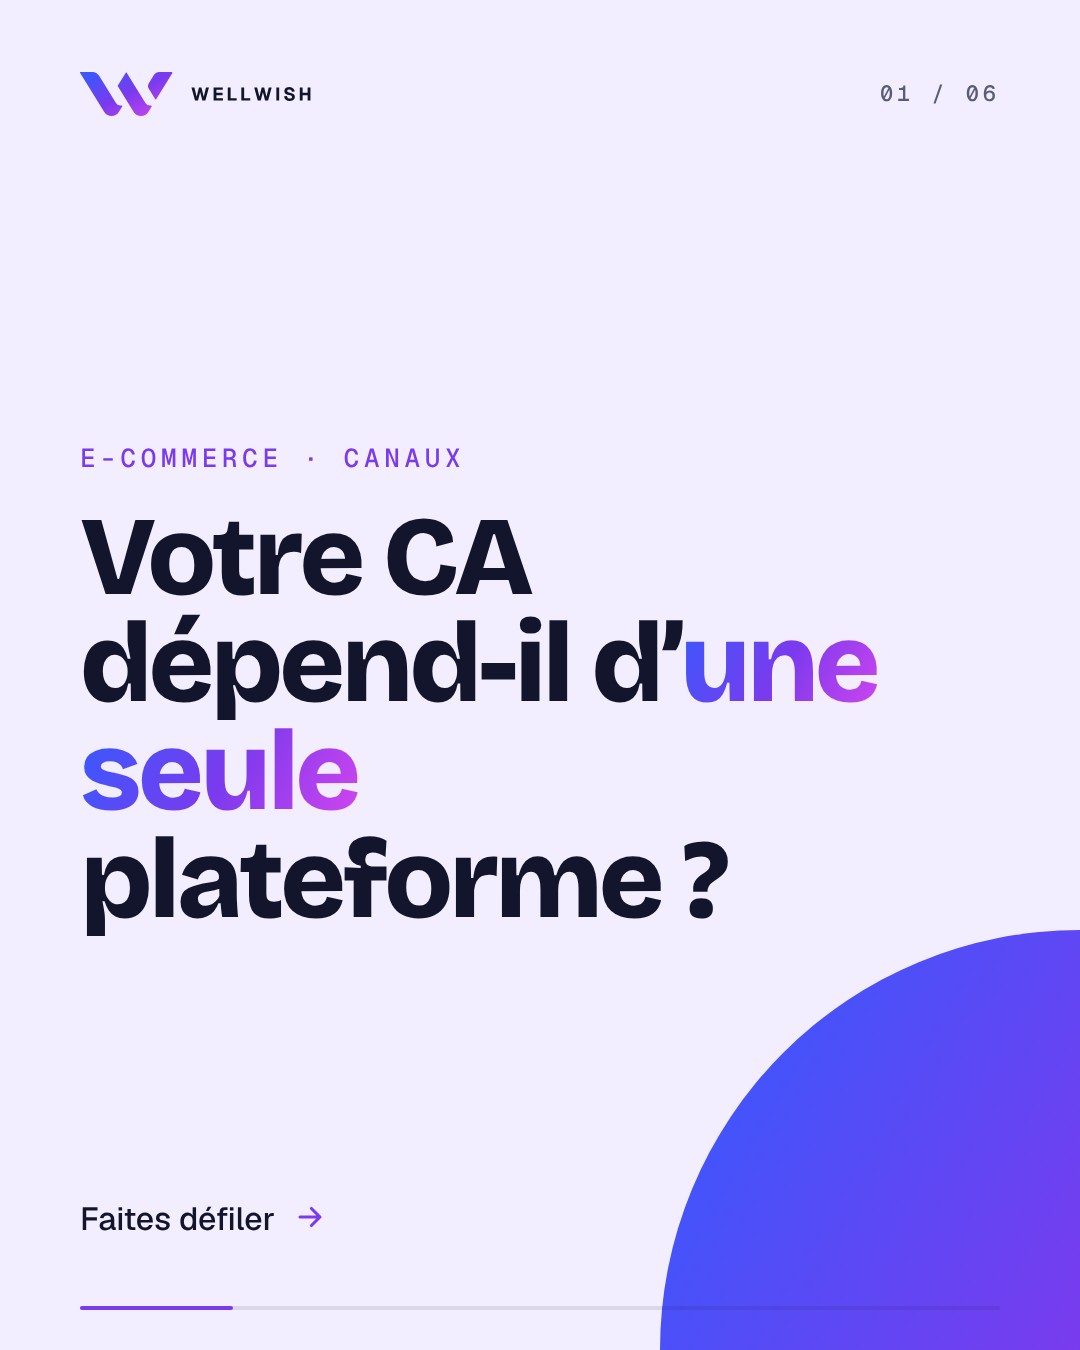 WELLWISH
01 / 06
E-COMMERCE · CANAUX
Votre CA
dépend-il d’une
seule
plateforme ?
Faites défiler →